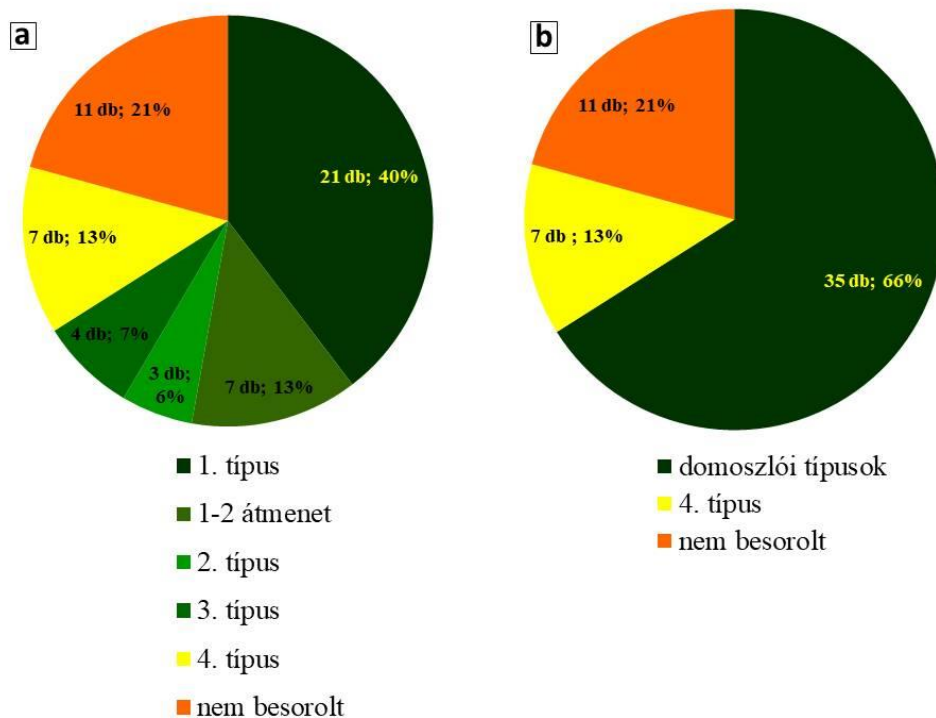 a
11 db; 21%
21 db; 40%
7 db; 13%
4 db; 7%
3 db;
6%
7 db; 13%
1. típus
1-2 átmenet
2. típus
3. típus
4. típus
nem besorolt
b
11 db; 21%
7 db ; 13%
35 db; 66%
domoszlói típusok
4. típus
nem besorolt